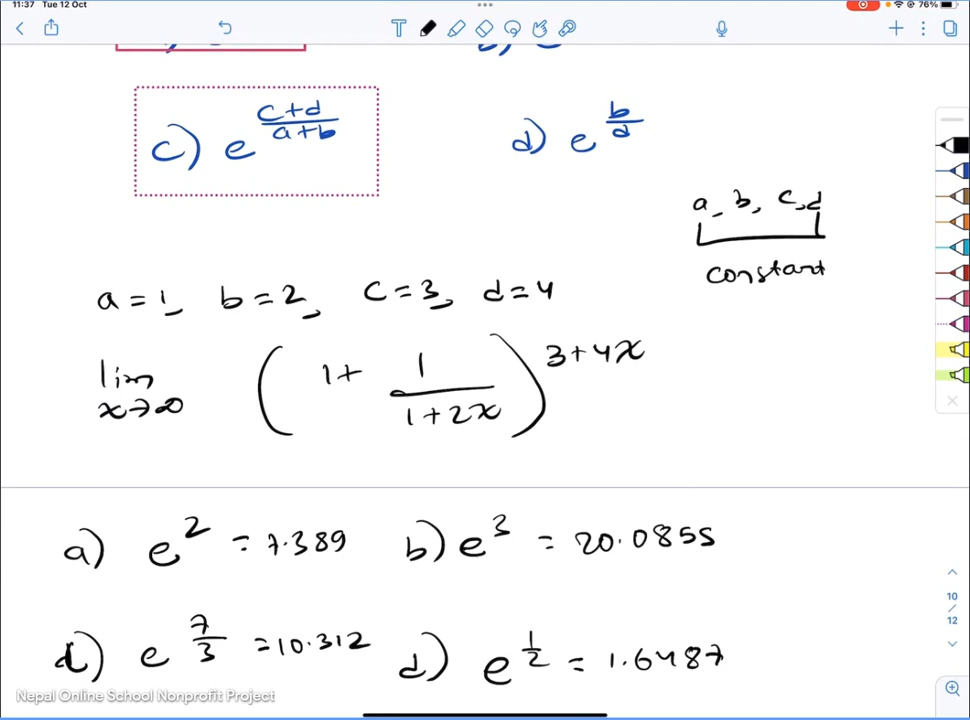 11:37 Tue 12 Oct 76%
c) e^((c+d)/(a+b)) d) e^(b/d)
a, b, c, d
constant
a = 1, b = 2, c = 3, d = 4
lim x→∞ (1 + 1/(1+2x))^(3+4x)
a) e^2 = 7.389 b) e^3 = 20.0855
c) e^(7/3) = 10.312 d) e^(1/2) = 1.6487
Nepal Online School Nonprofit Project
10
/
12